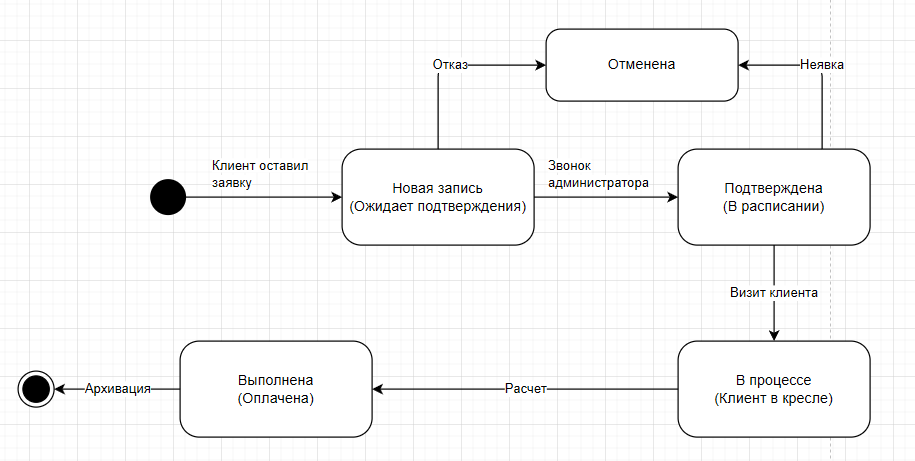 Отказ
Отменена
Неявка
Клиент оставил
заявку
Новая запись
(Ожидает подтверждения)
Звонок
администратора
Подтверждена
(В расписании)
Визит клиента
Архивация
Выполнена
(Оплачена)
Расчет
В процессе
(Клиент в кресле)